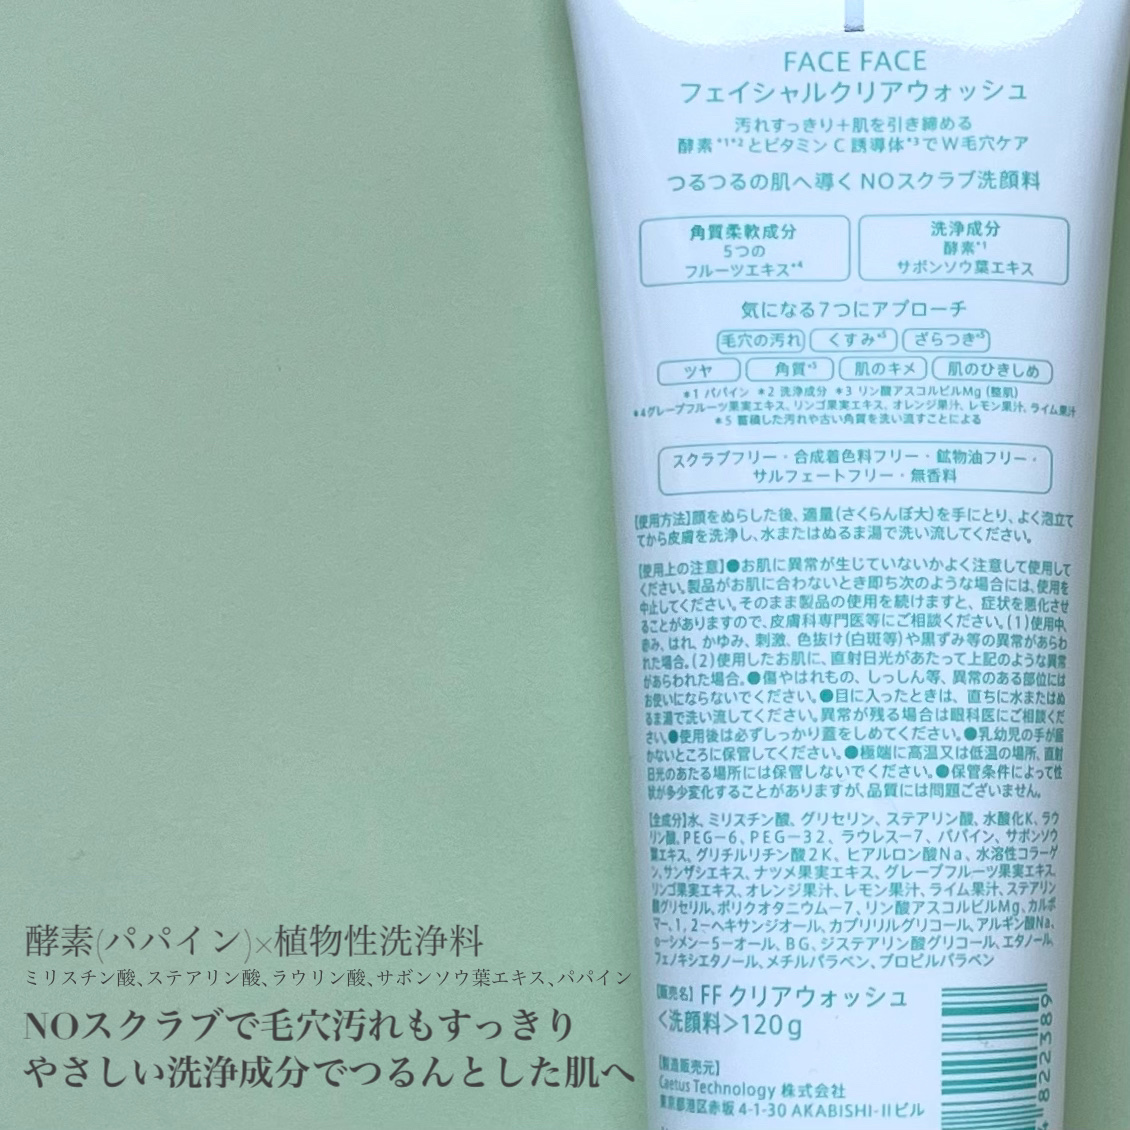 FACE FACE
フェイシャルクリアウォッシュ
汚れすっきり＋肌を引き締める
酵素*1*2とビタミンC誘導体*3でW毛穴ケア
つるつるの肌へ導くNOスクラブ洗顔料
角質柔軟成分
5つの
フルーツエキス*4
洗浄成分
酵素*1
サボンソウ葉エキス
気になる7つにアプローチ
毛穴の汚れ くすみ*5 ざらつき*5
ツヤ 角質*5 肌のキメ 肌のひきしめ
*1 パパイン *2 洗浄成分 *3 リン酸アスコルビルMg（整肌）
*4グレープフルーツ果実エキス、リンゴ果実エキス、オレンジ果汁、レモン果汁、ライム果汁
*5 蓄積した汚れや古い角質を洗い流すことによる
スクラブフリー・合成着色料フリー・鉱物油フリー・
サルフェートフリー・無香料
【使用方法】顔をぬらした後、適量（さくらんぼ大）を手にとり、よく泡立て
てから皮膚を洗浄し、水またはぬるま湯で洗い流してください。
【使用上の注意】●お肌に異常が生じていないかよく注意して使用して
ください。製品がお肌に合わないとき即ち次のような場合には、使用を
中止してください。そのまま製品の使用を続けますと、症状を悪化させ
ることがありますので、皮膚科専門医等にご相談ください。（1）使用中、
赤み、はれ、かゆみ、刺激、色抜け（白斑等）や黒ずみ等の異常があらわ
れた場合。（2）使用したお肌に、直射日光があたって上記のような異常
があらわれた場合。●傷やはれもの、しっしん等、異常のある部位には
お使いにならないでください。●目に入ったときは、直ちに水またはぬ
るま湯で洗い流してください。異常が残る場合は眼科医にご相談くだ
さい。●使用後は必ずしっかり蓋をしめてください。●乳幼児の手が届
かないところに保管してください。●極端に高温又は低温の場所、直射
日光のあたる場所には保管しないでください。●保管条件によって性
状が多少変化することがありますが、品質には問題ございません。
【全成分】水、ミリスチン酸、グリセリン、ステアリン酸、水酸化K、ラウ
リン酸、PEG－6、PEG－32、ラウレス－7、パパイン、サボンソウ
葉エキス、グリチルリチン酸2K、ヒアルロン酸Na、水溶性コラーゲ
ン、サンザシエキス、ナツメ果実エキス、グレープフルーツ果実エキス、
リンゴ果実エキス、オレンジ果汁、レモン果汁、ライム果汁、ステアリン
酸グリセリル、ポリクオタニウム－7、リン酸アスコルビルMg、カルボ
マー、1，2－ヘキサンジオール、カプリリルグリコール、アルギン酸Na、
o－シメン－5－オール、BG、ジステアリン酸グリコール、エタノール、
フェノキシエタノール、メチルパラベン、プロピルパラベン
【販売名】FF クリアウォッシュ
＜洗顔料＞120g
【製造販売元】
Caetus Technology 株式会社
東京都港区赤坂 4-1-30 AKABISHI-IIビル
822389
酵素(パパイン)×植物性洗浄料
ミリスチン酸、ステアリン酸、ラウリン酸、サボンソウ葉エキス、パパイン
NOスクラブで毛穴汚れもすっきり
やさしい洗浄成分でつるんとした肌へ